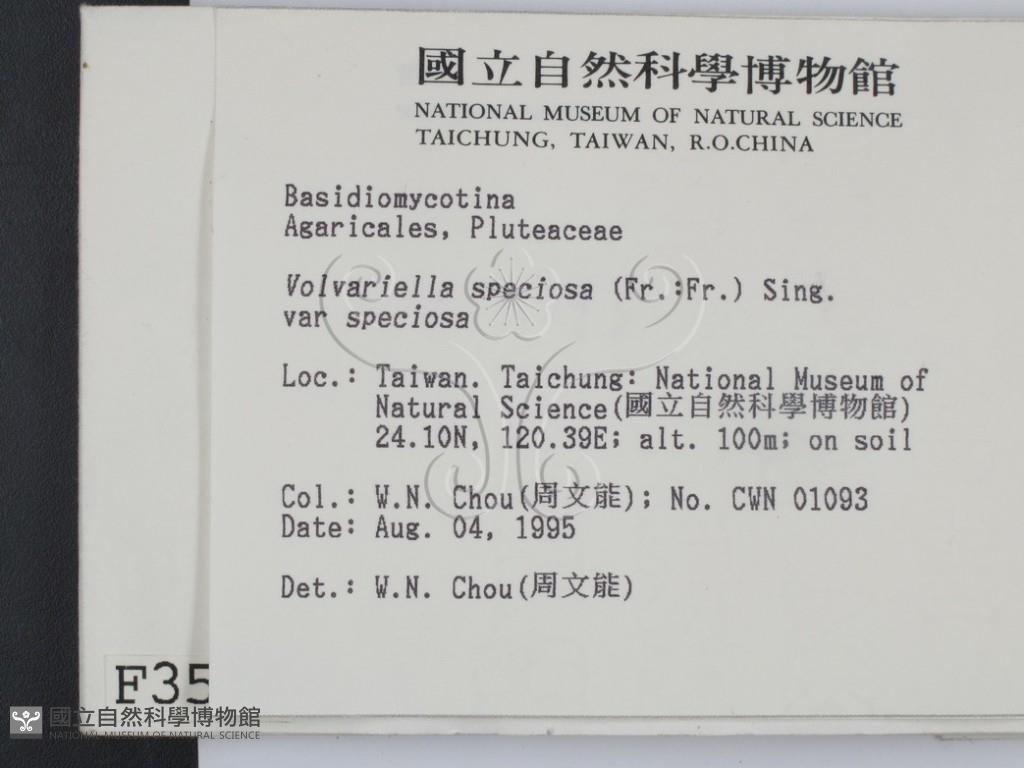 國立自然科學博物館
NATIONAL MUSEUM OF NATURAL SCIENCE
TAICHUNG, TAIWAN, R.O.CHINA
Basidiomycotina
Agaricales, Pluteaceae
Volvariella speciosa (Fr.:Fr.) Sing.
var speciosa
Loc.: Taiwan. Taichung: National Museum of
Natural Science(國立自然科學博物館)
24.10N, 120.39E; alt. 100m; on soil
Col.: W.N. Chou(周文能); No. CWN 01093
Date: Aug. 04, 1995
Det.: W.N. Chou(周文能)
F35
國立自然科學博物館
NATIONAL MUSEUM OF NATURAL SCIENCE